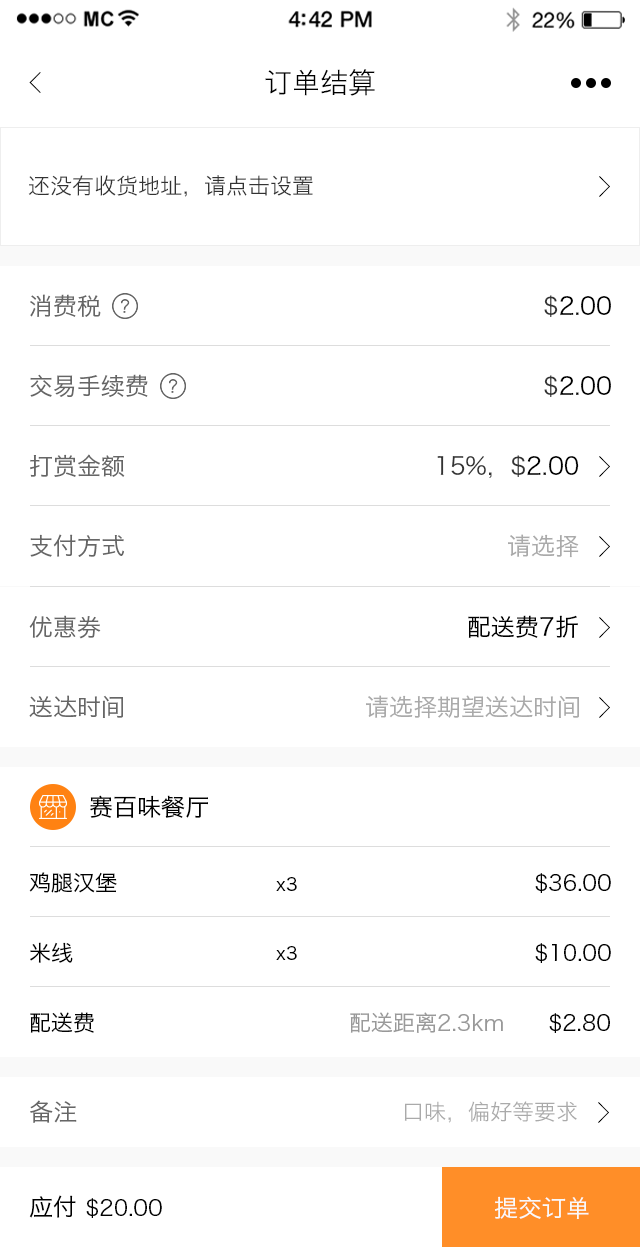 MC 4:42 PM 22%
订单结算
还没有收货地址，请点击设置
消费税 ? $2.00
交易手续费 ? $2.00
打赏金额 15%，$2.00
支付方式 请选择
优惠券 配送费7折
送达时间 请选择期望送达时间
赛百味餐厅
鸡腿汉堡 x3 $36.00
米线 x3 $10.00
配送费 配送距离2.3km $2.80
备注 口味，偏好等要求
应付 $20.00 提交订单